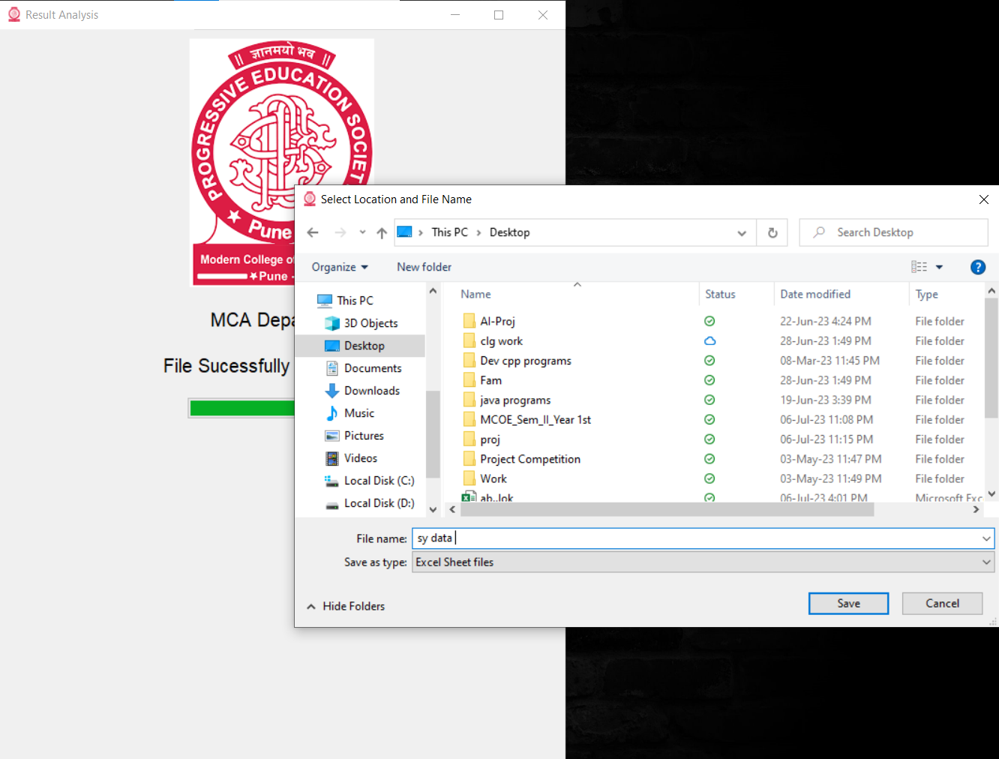 Result Analysis
|| ज्ञानमयो भव ||
PROGRESSIVE EDUCATION SOCIET
Pune
Modern College of
Pune -
MCA Depa
File Sucessfully
Select Location and File Name
This PC > Desktop
Search Desktop
Organize
New folder
?
This PC
3D Objects
Desktop
Documents
Downloads
Music
Pictures
Videos
Local Disk (C:)
Local Disk (D:)
Name Status Date modified Type
AI-Proj 22-Jun-23 4:24 PM File folder
clg work 28-Jun-23 1:49 PM File folder
Dev cpp programs 08-Mar-23 11:45 PM File folder
Fam 28-Jun-23 1:49 PM File folder
java programs 19-Jun-23 3:39 PM File folder
MCOE_Sem_II_Year 1st 06-Jul-23 11:08 PM File folder
proj 06-Jul-23 11:15 PM File folder
Project Competition 03-May-23 11:47 PM File folder
Work 03-May-23 11:49 PM File folder
ab..lok 06-Jul-23 4:01 PM Microsoft Exc
File name: sy data
Save as type: Excel Sheet files
Hide Folders
Save
Cancel